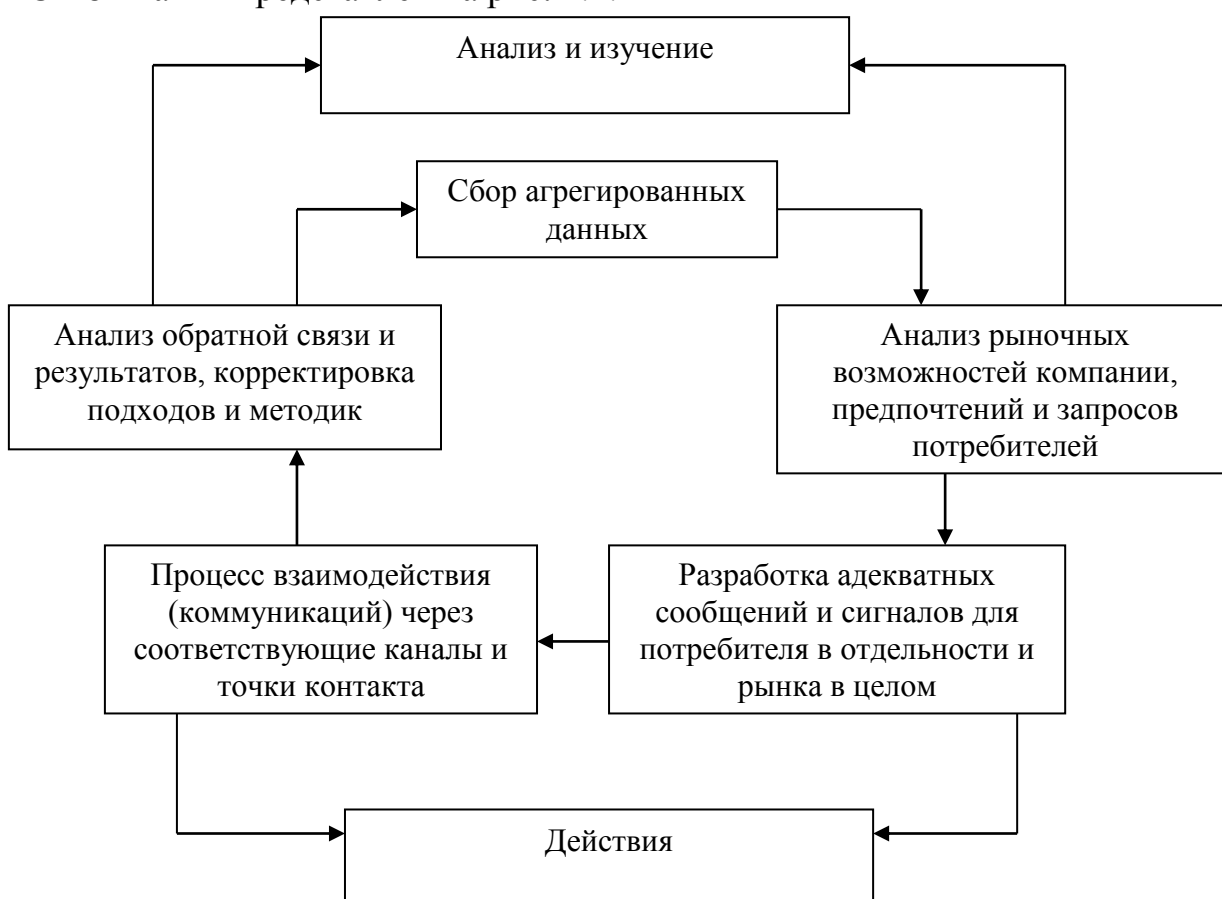 Анализ и изучение
Сбор агрегированных
данных
Анализ обратной связи и
результатов, корректировка
подходов и методик
Анализ рыночных
возможностей компании,
предпочтений и запросов
потребителей
Процесс взаимодействия
(коммуникаций) через
соответствующие каналы и
точки контакта
Разработка адекватных
сообщений и сигналов для
потребителя в отдельности и
рынка в целом
Действия